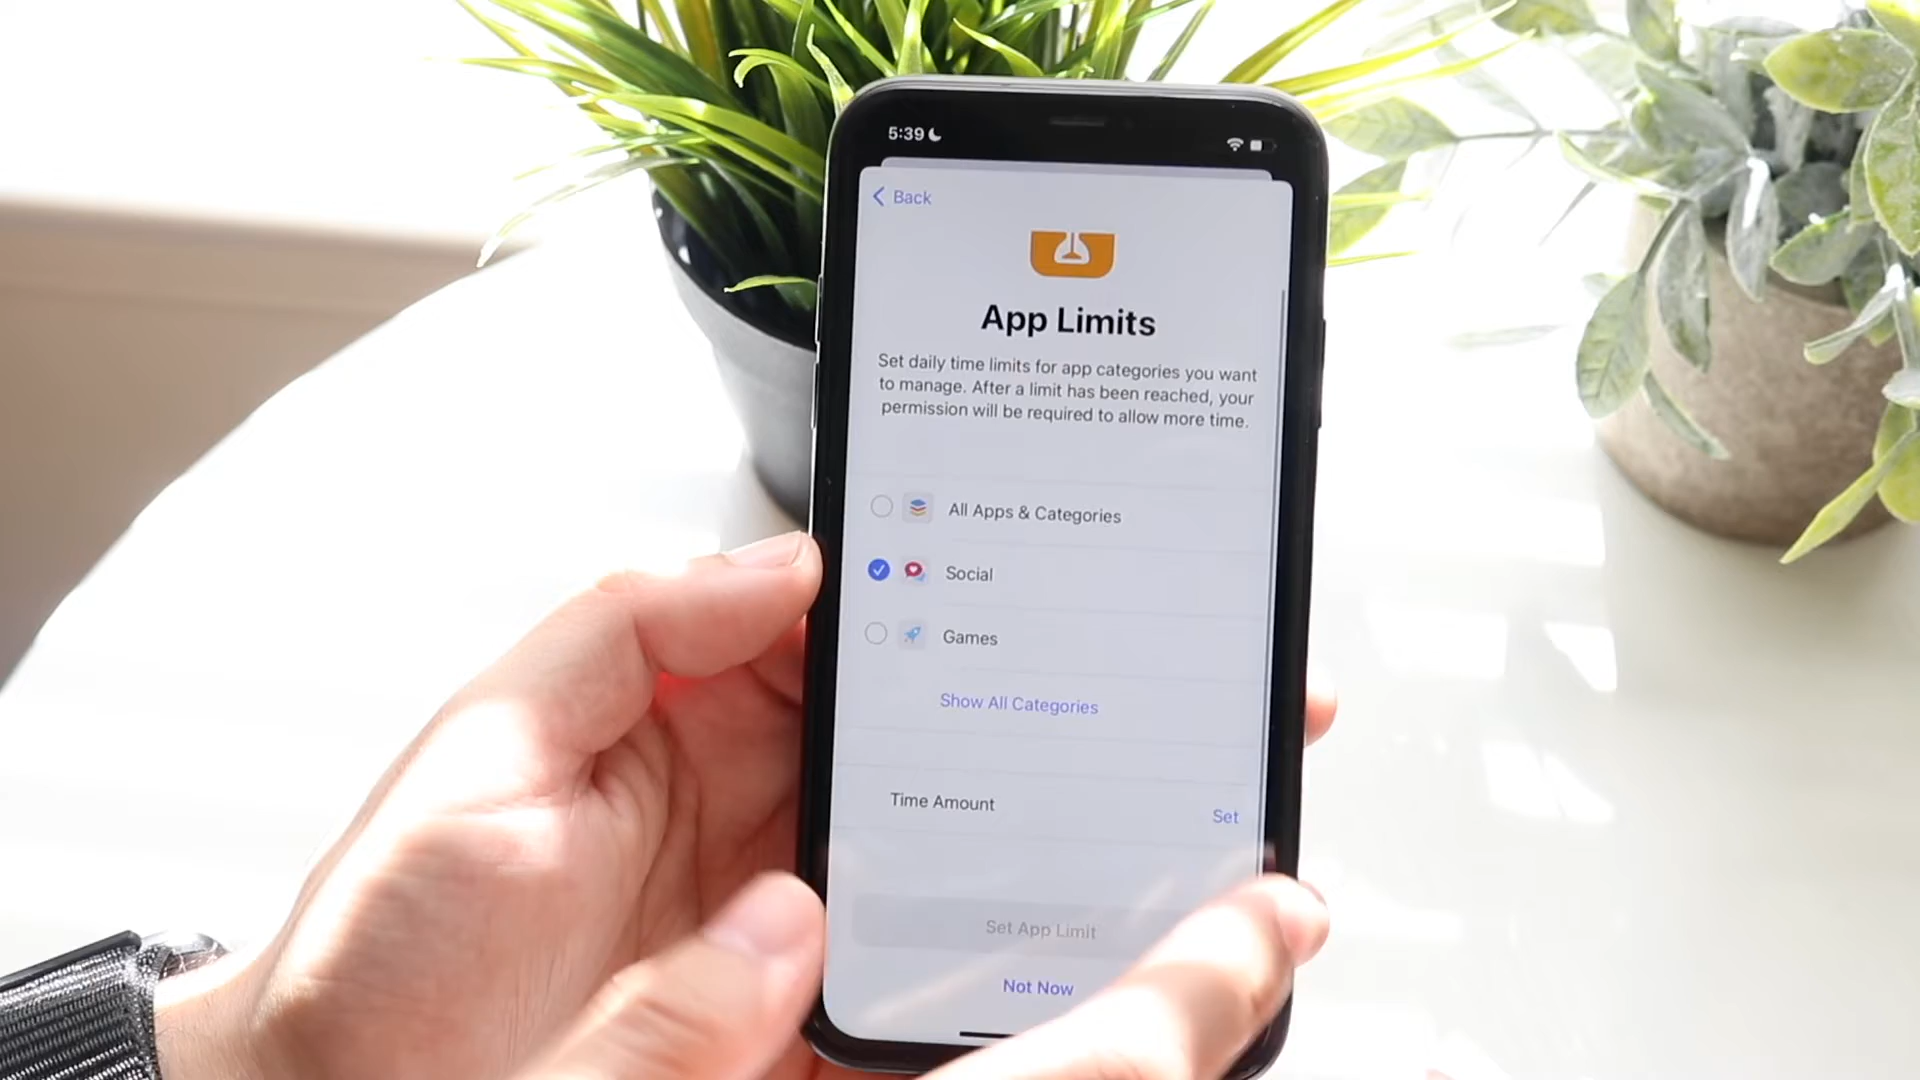 5:39
Back
App Limits
Set daily time limits for app categories you want
to manage. After a limit has been reached, your
permission will be required to allow more time.
All Apps & Categories
Social
Games
Show All Categories
Time Amount
Set
Set App Limit
Not Now